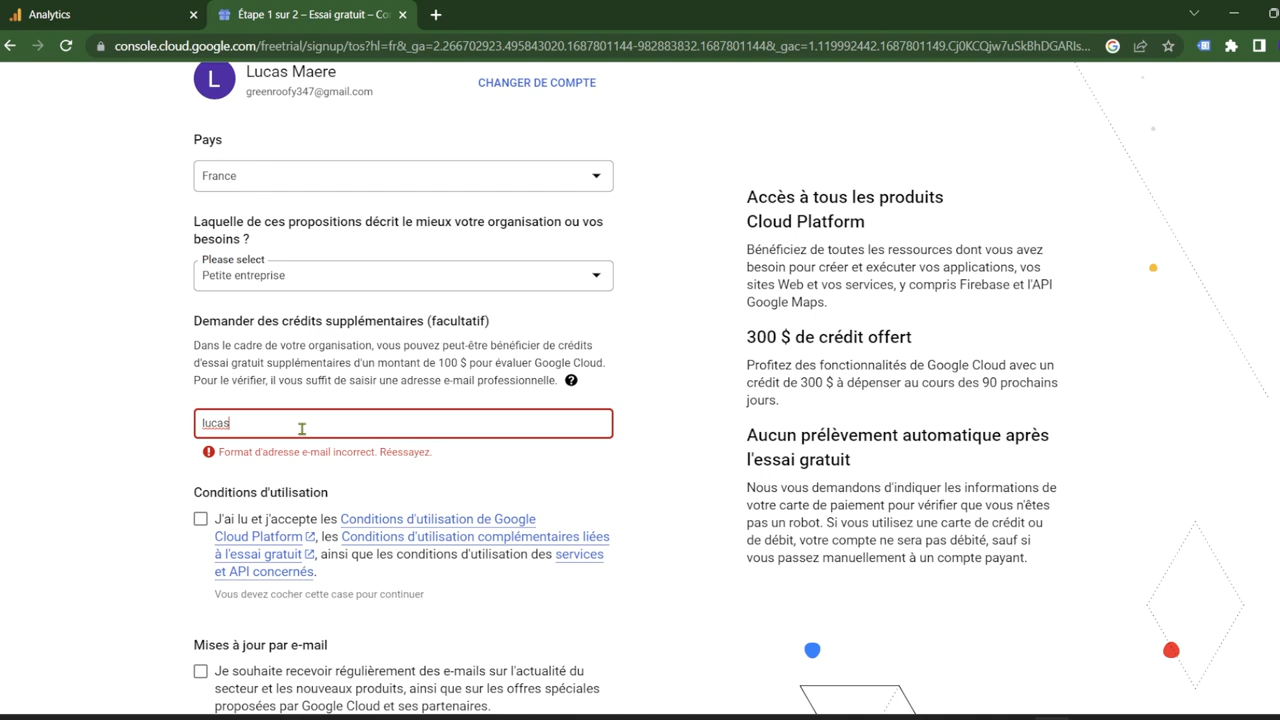 Analytics
Étape 1 sur 2 – Essai gratuit – Co
console.cloud.google.com/freetrial/signup/tos?hl=fr&_ga=2.266702923.495843020.1687801144-982883832.1687801144&_gac=1.119992442.1687801149.Cj0KCQjw7uSkBhDGARIs...
L
Lucas Maere
greenroofy347@gmail.com
CHANGER DE COMPTE
Pays
France
Laquelle de ces propositions décrit le mieux votre organisation ou vos
besoins ?
Please select
Petite entreprise
Demander des crédits supplémentaires (facultatif)
Dans le cadre de votre organisation, vous pouvez peut-être bénéficier de crédits
d'essai gratuit supplémentaires d'un montant de 100 $ pour évaluer Google Cloud.
Pour le vérifier, il vous suffit de saisir une adresse e-mail professionnelle.
lucas
Format d'adresse e-mail incorrect. Réessayez.
Conditions d'utilisation
J'ai lu et j'accepte les Conditions d'utilisation de Google
Cloud Platform, les Conditions d'utilisation complémentaires liées
à l'essai gratuit, ainsi que les conditions d'utilisation des services
et API concernés.
Vous devez cocher cette case pour continuer
Mises à jour par e-mail
Je souhaite recevoir régulièrement des e-mails sur l'actualité du
secteur et les nouveaux produits, ainsi que sur les offres spéciales
proposées par Google Cloud et ses partenaires.
Accès à tous les produits
Cloud Platform
Bénéficiez de toutes les ressources dont vous avez
besoin pour créer et exécuter vos applications, vos
sites Web et vos services, y compris Firebase et l'API
Google Maps.
300 $ de crédit offert
Profitez des fonctionnalités de Google Cloud avec un
crédit de 300 $ à dépenser au cours des 90 prochains
jours.
Aucun prélèvement automatique après
l'essai gratuit
Nous vous demandons d'indiquer les informations de
votre carte de paiement pour vérifier que vous n'êtes
pas un robot. Si vous utilisez une carte de crédit ou
de débit, votre compte ne sera pas débité, sauf si
vous passez manuellement à un compte payant.